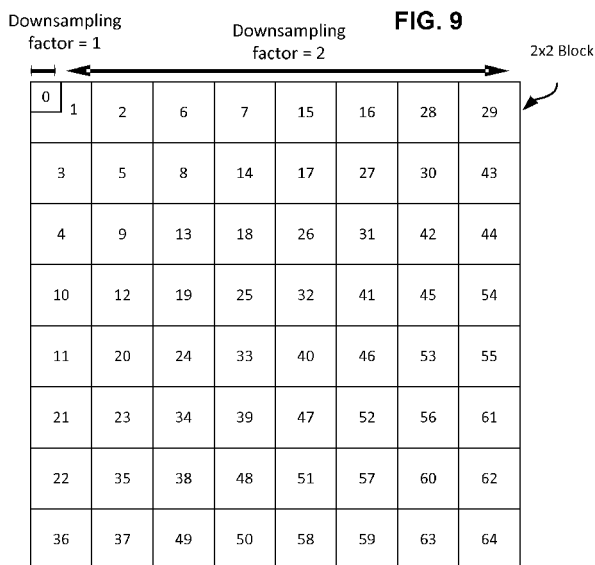 Downsampling
factor = 1
Downsampling
factor = 2
FIG. 9
2x2 Block
0
1 2 6 7 15 16 28 29
3 5 8 14 17 27 30 43
4 9 13 18 26 31 42 44
10 12 19 25 32 41 45 54
11 20 24 33 40 46 53 55
21 23 34 39 47 52 56 61
22 35 38 48 51 57 60 62
36 37 49 50 58 59 63 64